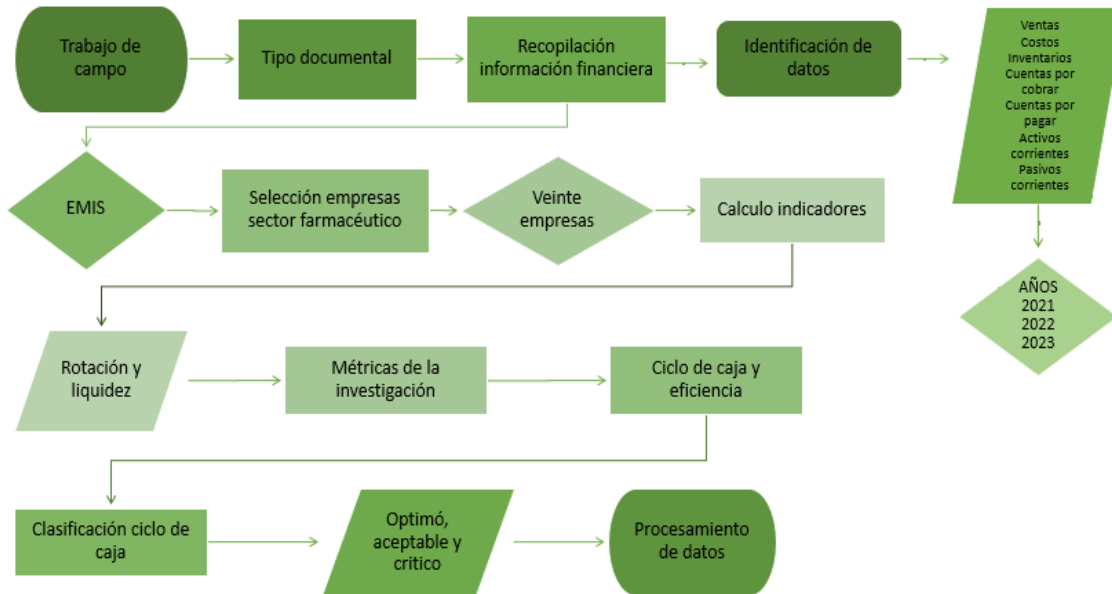 Trabajo de
campo
Tipo documental
Recopilación
información financiera
Identificación de
datos
Ventas
Costos
Inventarios
Cuentas por
cobrar
Cuentas por
pagar
Activos
corrientes
Pasivos
corrientes
EMIS
Selección empresas
sector farmacéutico
Veinte
empresas
Calculo indicadores
AÑOS
2021
2022
2023
Rotación y
liquidez
Métricas de la
investigación
Ciclo de caja y
eficiencia
Clasificación ciclo de
caja
Optimó,
aceptable y
critico
Procesamiento
de datos